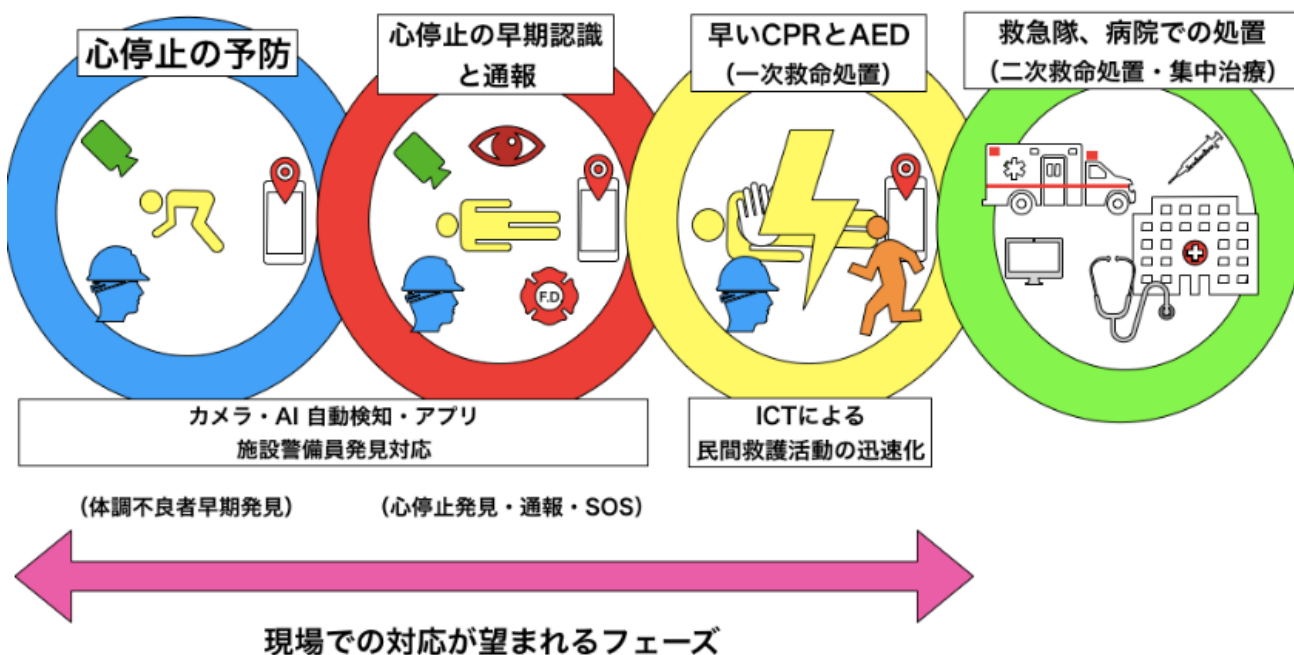 心停止の予防
心停止の早期認識
と通報
早いCPRとAED
（一次救命処置）
救急隊、病院での処置
（二次救命処置・集中治療）
F.D
カメラ・AI 自動検知・アプリ
施設警備員発見対応
ICTによる
民間救護活動の迅速化
（体調不良者早期発見）
（心停止発見・通報・SOS）
現場での対応が望まれるフェーズ